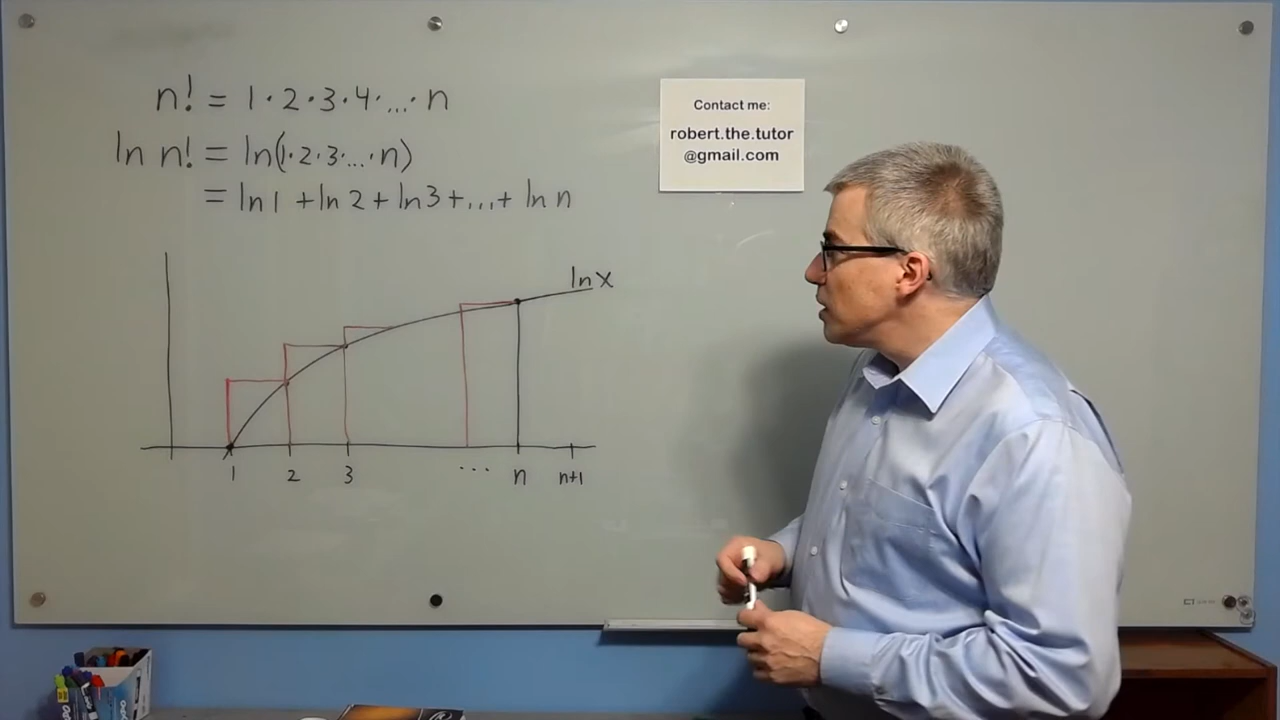 n! = 1·2·3·4·...·n
ln n! = ln(1·2·3·...·n)
= ln 1 + ln 2 + ln 3 + ... + ln n
Contact me:
robert.the.tutor
@gmail.com
ln x
1 2 3 ... n n+1